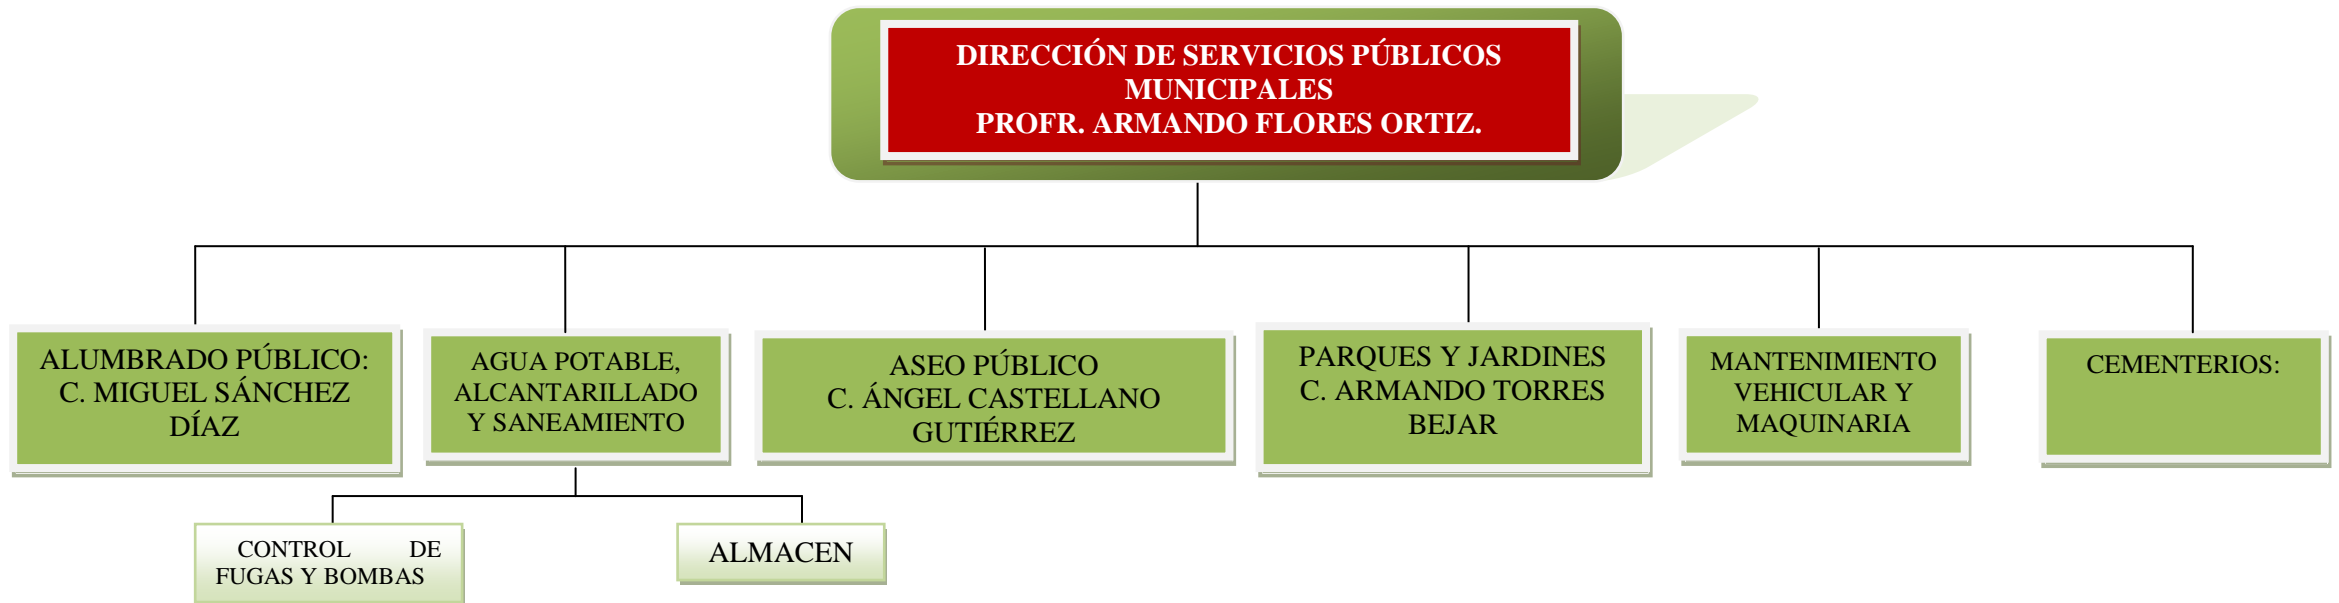 DIRECCIÓN DE SERVICIOS PÚBLICOS
MUNICIPALES
PROFR. ARMANDO FLORES ORTIZ.
ALUMBRADO PÚBLICO:
C. MIGUEL SÁNCHEZ
DÍAZ
AGUA POTABLE,
ALCANTARILLADO
Y SANEAMIENTO
ASEO PÚBLICO
C. ÁNGEL CASTELLANO
GUTIÉRREZ
PARQUES Y JARDINES
C. ARMANDO TORRES
BEJAR
MANTENIMIENTO
VEHICULAR Y
MAQUINARIA
CEMENTERIOS:
CONTROL DE
FUGAS Y BOMBAS
ALMACEN